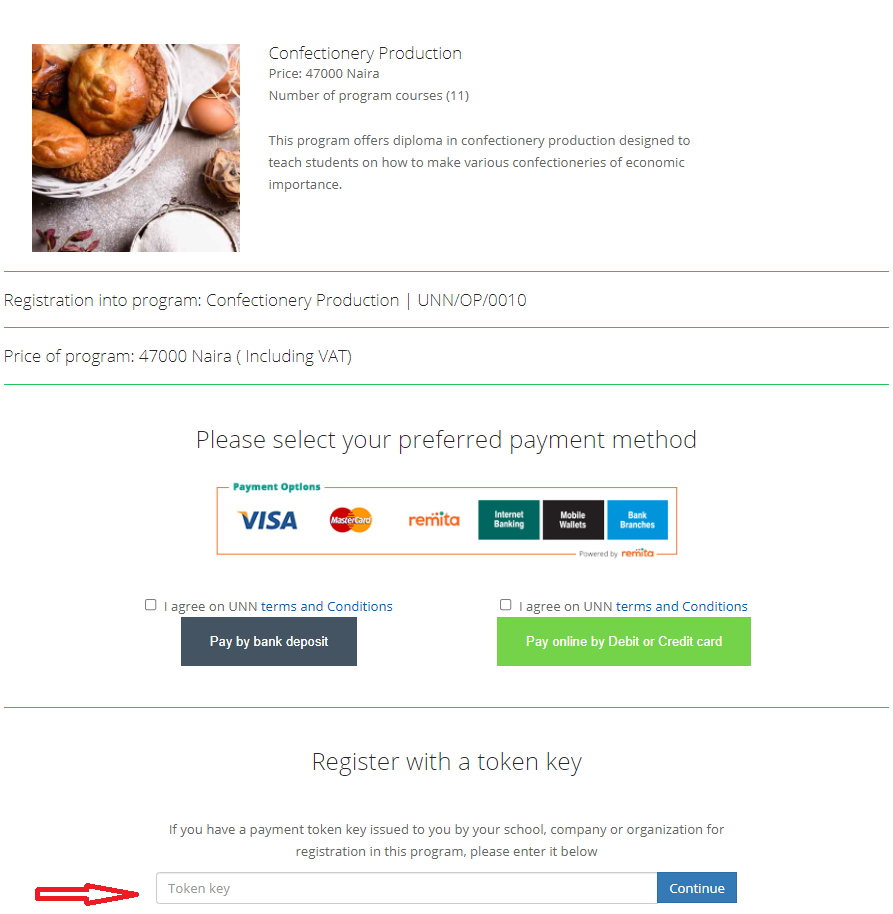 Confectionery Production
Price: 47000 Naira
Number of program courses (11)
This program offers diploma in confectionery production designed to
teach students on how to make various confectioneries of economic
importance.
Registration into program: Confectionery Production | UNN/OP/0010
Price of program: 47000 Naira ( Including VAT)
Please select your preferred payment method
Payment Options
VISA MasterCard remita Internet Banking Mobile Wallets Bank Branches
Powered by remita
I agree on UNN terms and Conditions I agree on UNN terms and Conditions
Pay by bank deposit Pay online by Debit or Credit card
Register with a token key
If you have a payment token key issued to you by your school, company or organization for
registration in this program, please enter it below
Token key Continue